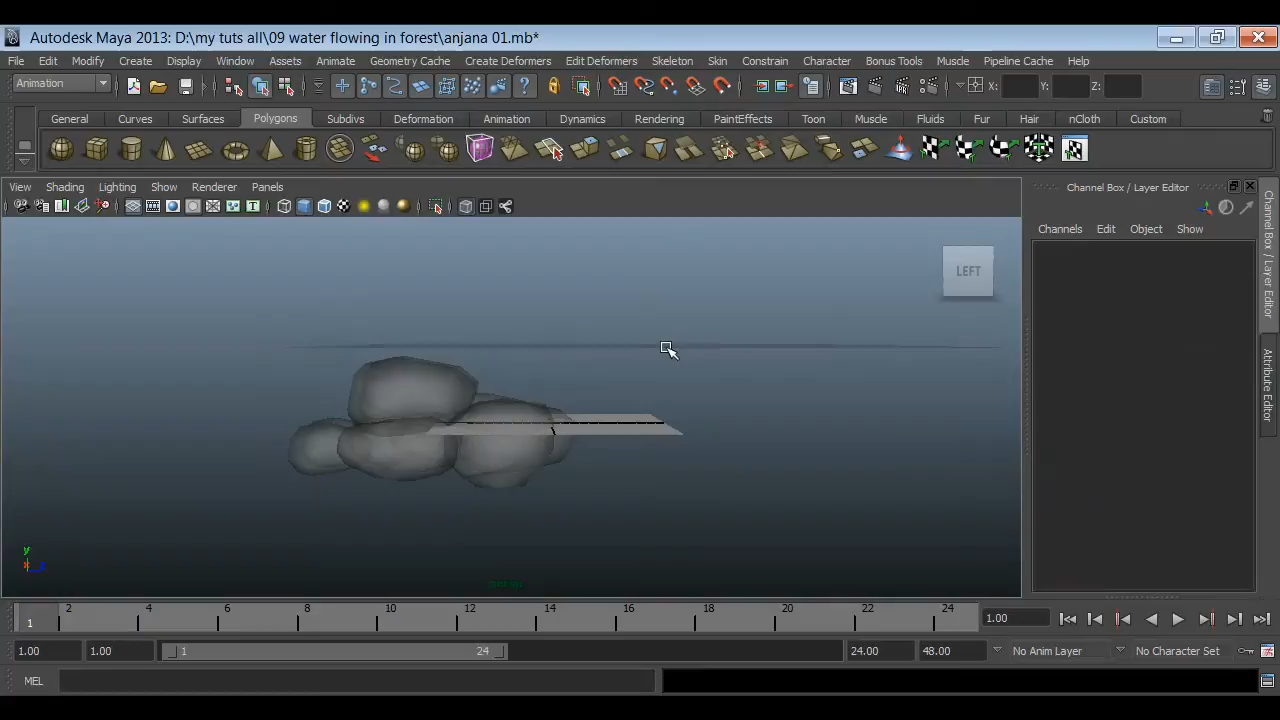 Autodesk Maya 2013: D:\my tuts all\09 water flowing in forest\anjana 01.mb*
File Edit Modify Create Display Window Assets Animate Geometry Cache Create Deformers Edit Deformers Skeleton Skin Constrain Character Bonus Tools Muscle Pipeline Cache Help
Animation X: Y: Z:
General Curves Surfaces Polygons Subdivs Deformation Animation Dynamics Rendering PaintEffects Toon Muscle Fluids Fur Hair nCloth Custom
View Shading Lighting Show Renderer Panels
Channel Box / Layer Editor
Channels Edit Object Show
LEFT
Channel Box / Layer Editor
Attribute Editor
y
persp
2 4 6 8 10 12 14 16 18 20 22 24
1 1.00
1.00 1.00 1 24 24.00 48.00 No Anim Layer No Character Set
MEL